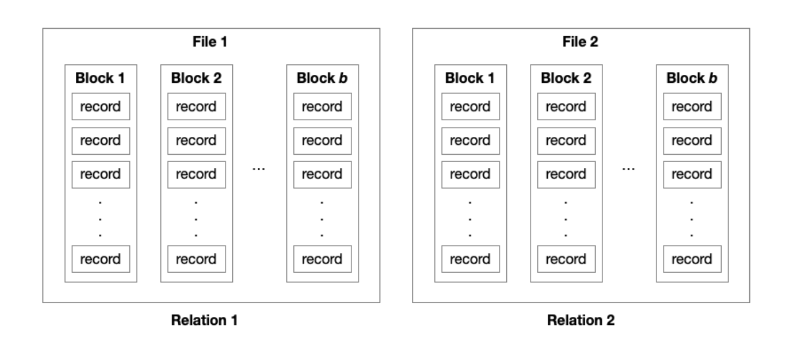 File 1
Block 1 Block 2 Block b
record record record
record record record
record record ... record
. . .
. . .
. . .
record record record
Relation 1
File 2
Block 1 Block 2 Block b
record record record
record record record
record record ... record
. . .
. . .
. . .
record record record
Relation 2